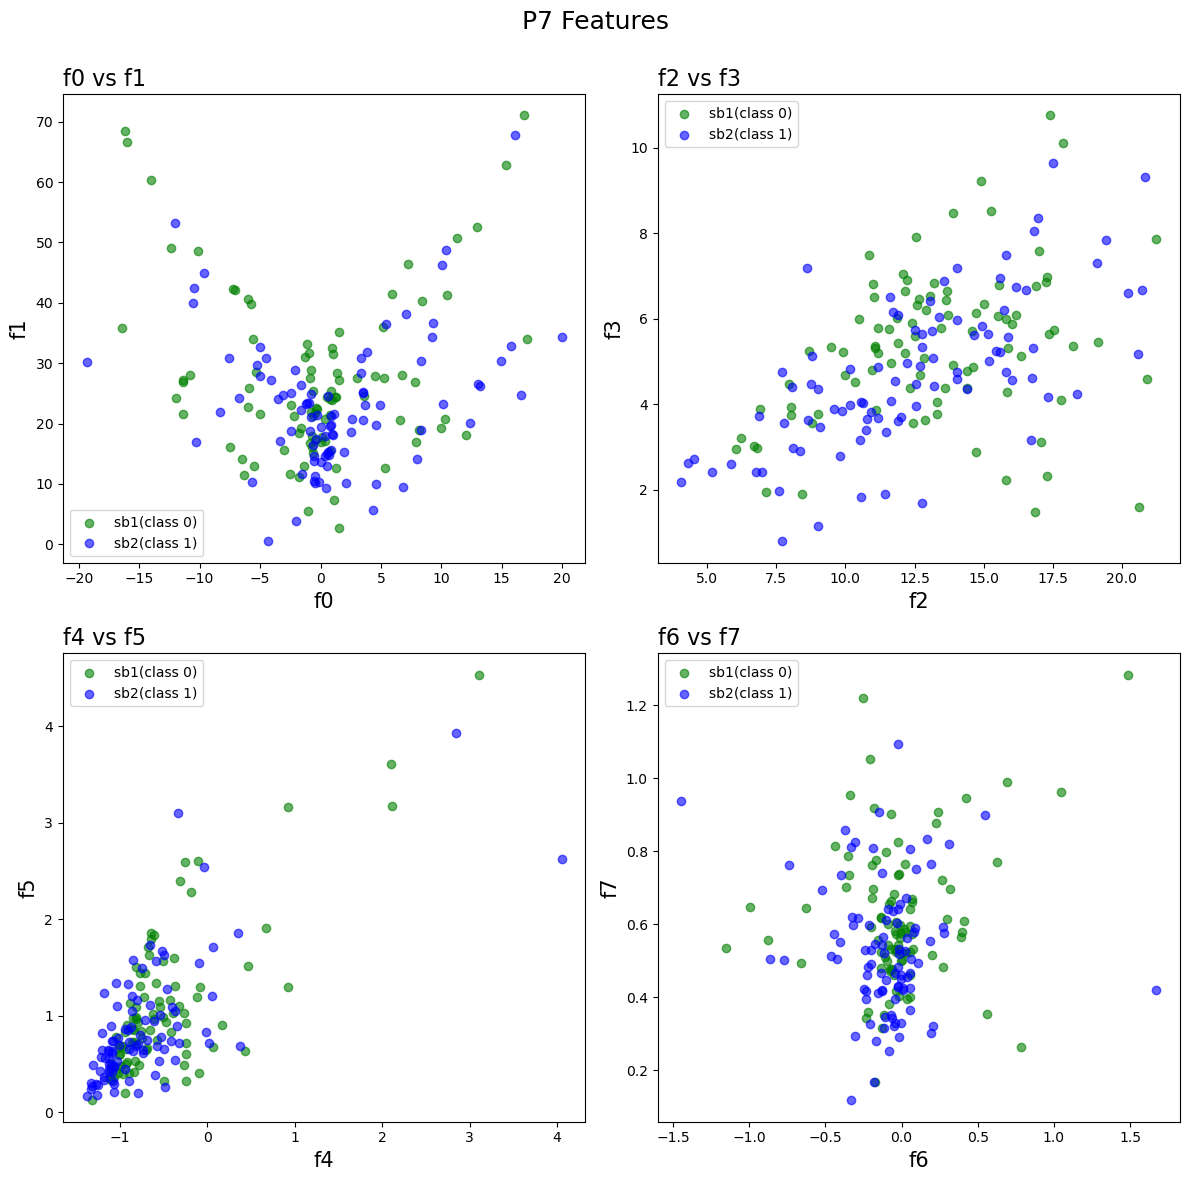 P7 Features
f0 vs f1
70
60
50
40
30
20
10
0
f1
sb1(class 0)
sb2(class 1)
−20 −15 −10 −5 0 5 10 15 20
f0
f2 vs f3
sb1(class 0)
sb2(class 1)
10
8
6
4
2
f3
5.0 7.5 10.0 12.5 15.0 17.5 20.0
f2
f4 vs f5
sb1(class 0)
sb2(class 1)
4
3
2
1
0
f5
−1 0 1 2 3 4
f4
f6 vs f7
sb1(class 0)
sb2(class 1)
1.2
1.0
0.8
0.6
0.4
0.2
f7
−1.5 −1.0 −0.5 0.0 0.5 1.0 1.5
f6